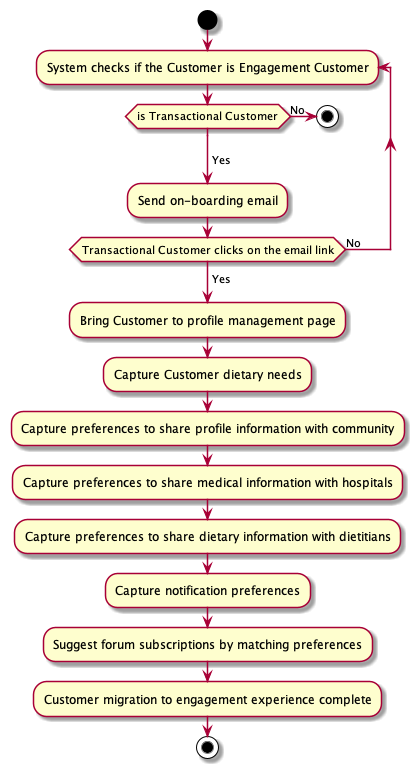 System checks if the Customer is Engagement Customer
is Transactional Customer
No
Yes
Send on-boarding email
Transactional Customer clicks on the email link
No
Yes
Bring Customer to profile management page
Capture Customer dietary needs
Capture preferences to share profile information with community
Capture preferences to share medical information with hospitals
Capture preferences to share dietary information with dietitians
Capture notification preferences
Suggest forum subscriptions by matching preferences
Customer migration to engagement experience complete